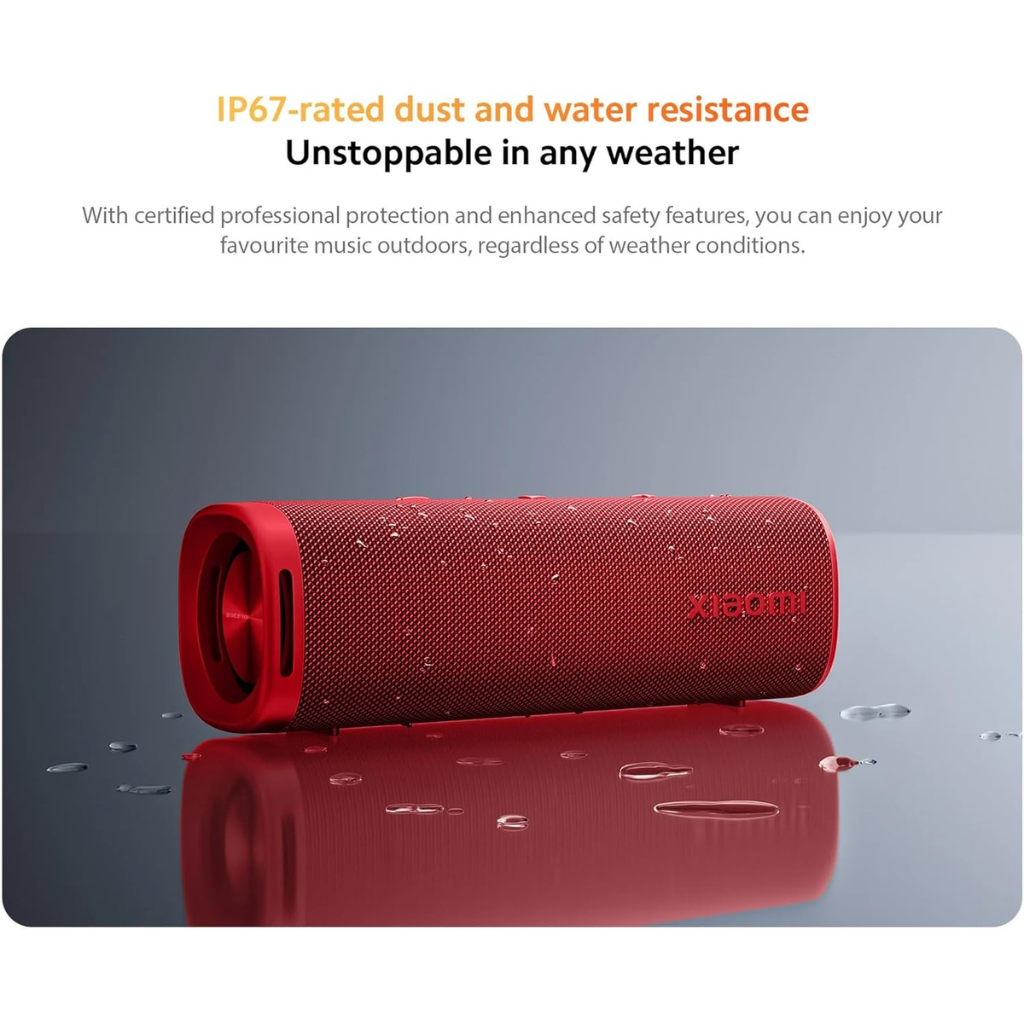 IP67-rated dust and water resistance
Unstoppable in any weather
With certified professional protection and enhanced safety features, you can enjoy your
favourite music outdoors, regardless of weather conditions.
xiaomi